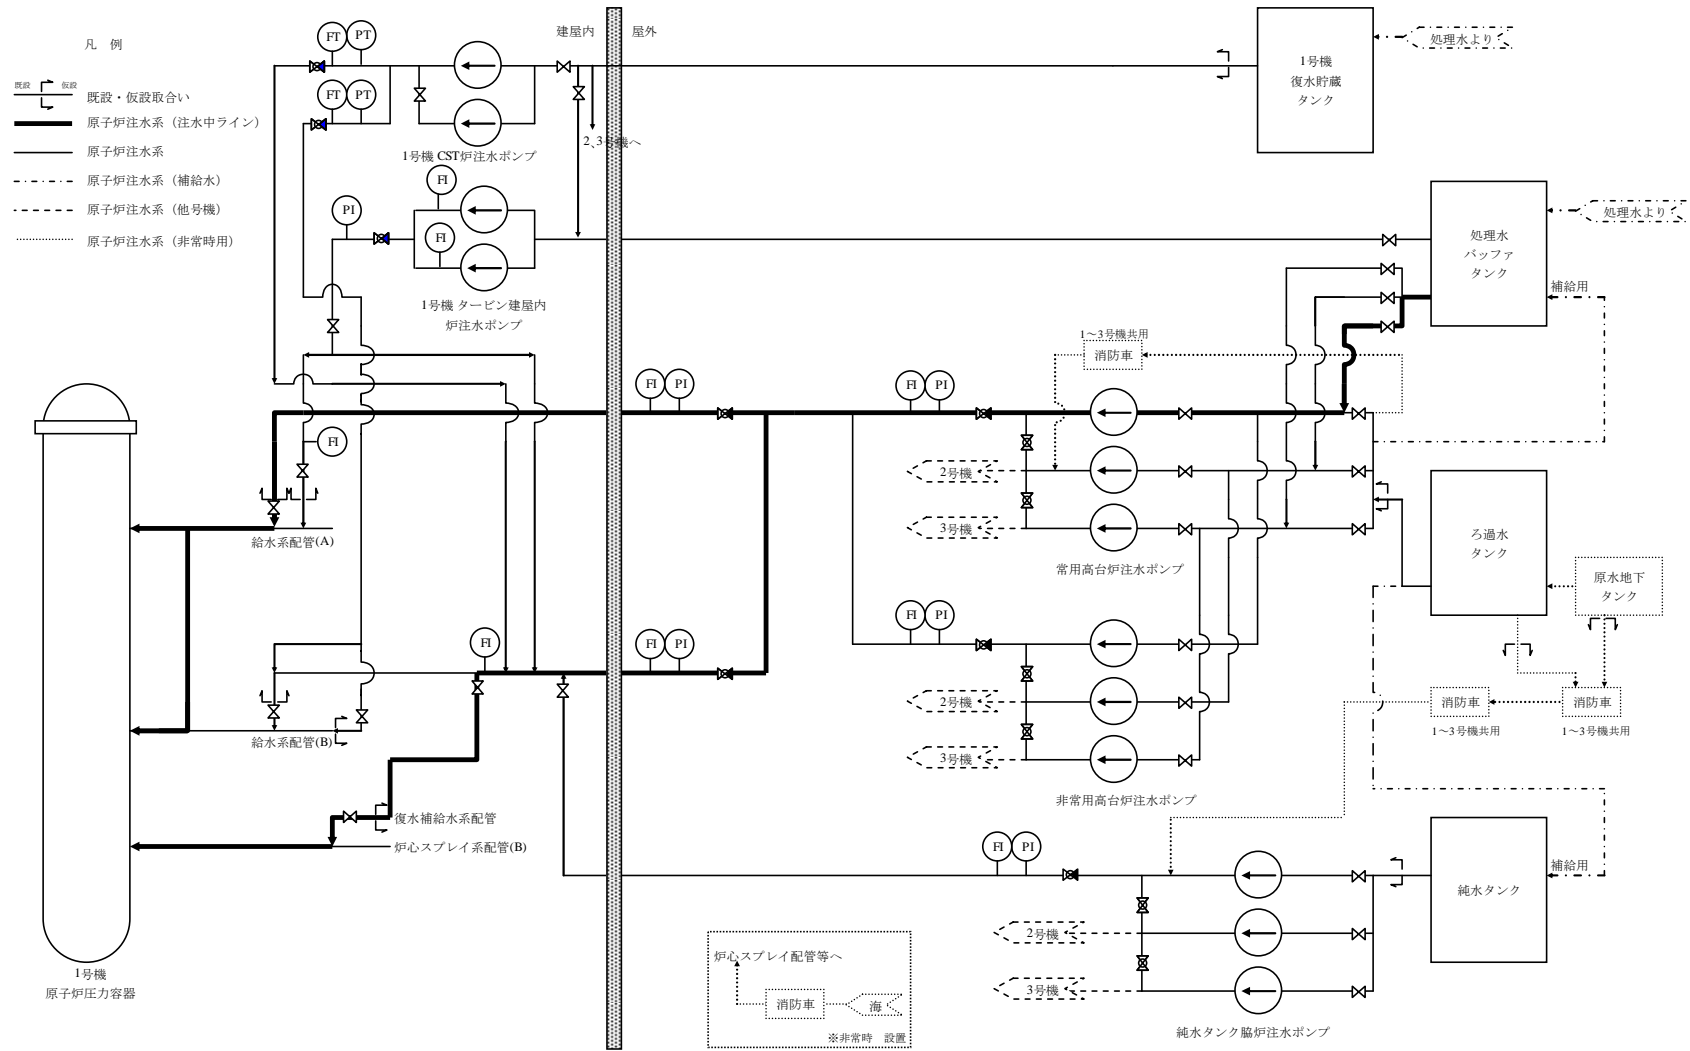 凡 例
既設 仮設
既設・仮設取合い
原子炉注水系（注水中ライン）
原子炉注水系
原子炉注水系（補給水）
原子炉注水系（他号機）
原子炉注水系（非常時用）
FT PT
FT PT
1号機 CST炉注水ポンプ
FI
PI
FI
1号機 タービン建屋内
炉注水ポンプ
建屋内 屋外
2、3号機へ
1号機
復水貯蔵
タンク
処理水より
処理水
バッファ
タンク
処理水より
補給用
1～3号機共用
消防車
FI PI
FI PI
FI
2号機
3号機
常用高台炉注水ポンプ
給水系配管(A)
ろ過水
タンク
原水地下
タンク
FI PI
FI PI
FI
2号機
3号機
非常用高台炉注水ポンプ
消防車
1～3号機共用
消防車
1～3号機共用
給水系配管(B)
復水補給水系配管
炉心スプレイ系配管(B)
FI PI
2号機
3号機
純水タンク脇炉注水ポンプ
純水タンク
補給用
1号機
原子炉圧力容器
炉心スプレイ配管等へ
消防車
海
※非常時 設置